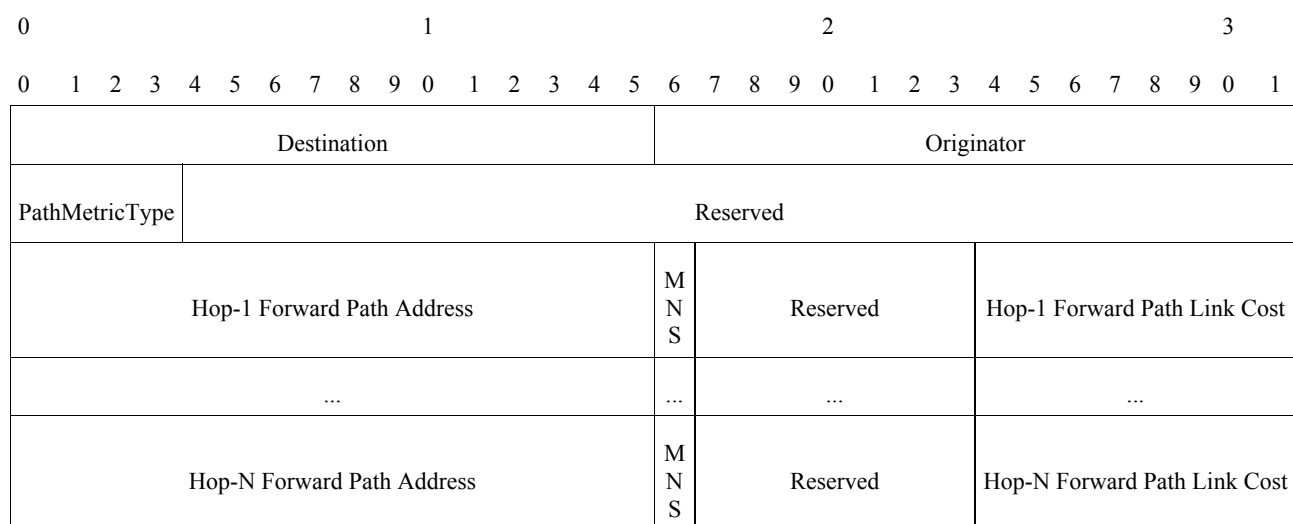 0 1 2 3
0 1 2 3 4 5 6 7 8 9 0 1 2 3 4 5 6 7 8 9 0 1 2 3 4 5 6 7 8 9 0 1
Destination Originator
PathMetricType Reserved
M
Hop-1 Forward Path Address N Reserved Hop-1 Forward Path Link Cost
S
... ... ... ...
M
Hop-N Forward Path Address N Reserved Hop-N Forward Path Link Cost
S